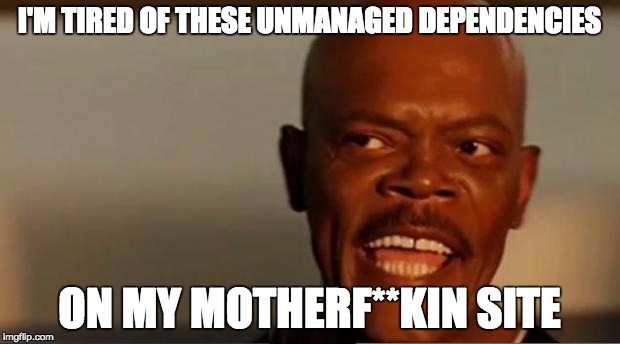 I'M TIRED OF THESE UNMANAGED DEPENDENCIES
ON MY MOTHERF**KIN SITE
imgflip.com